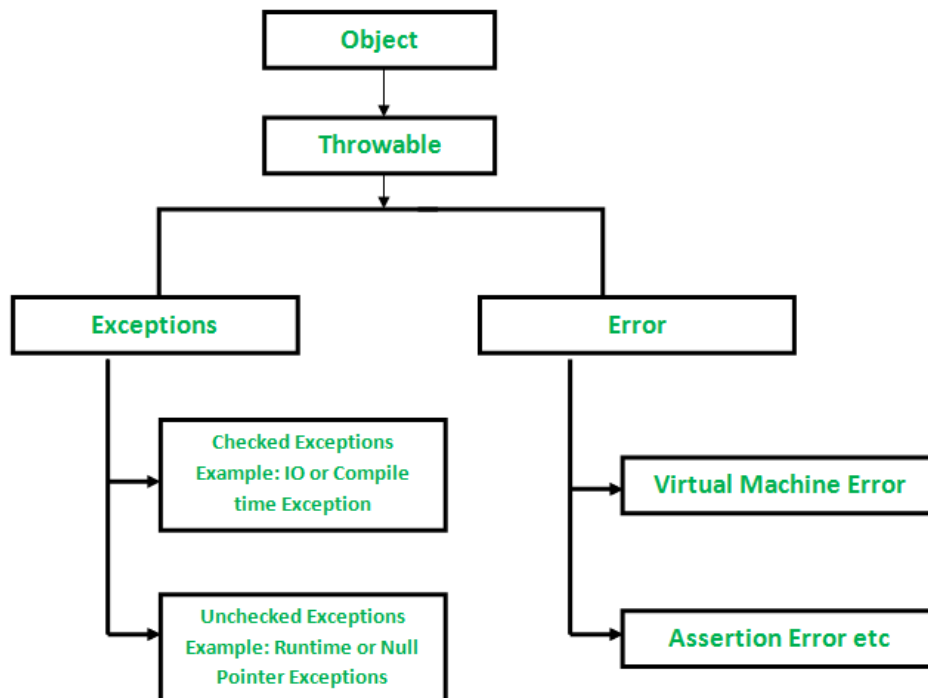 Object
Throwable
Exceptions
Error
Checked Exceptions
Example: IO or Compile
time Exception
Virtual Machine Error
Unchecked Exceptions
Example: Runtime or Null
Pointer Exceptions
Assertion Error etc